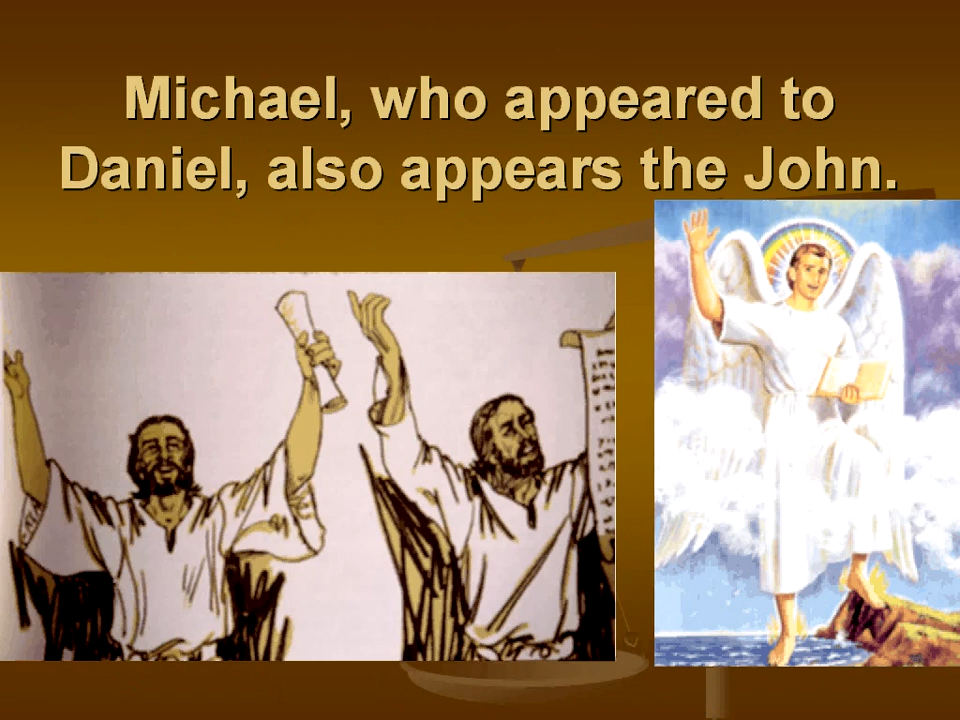 Michael, who appeared to
Daniel, also appears the John.